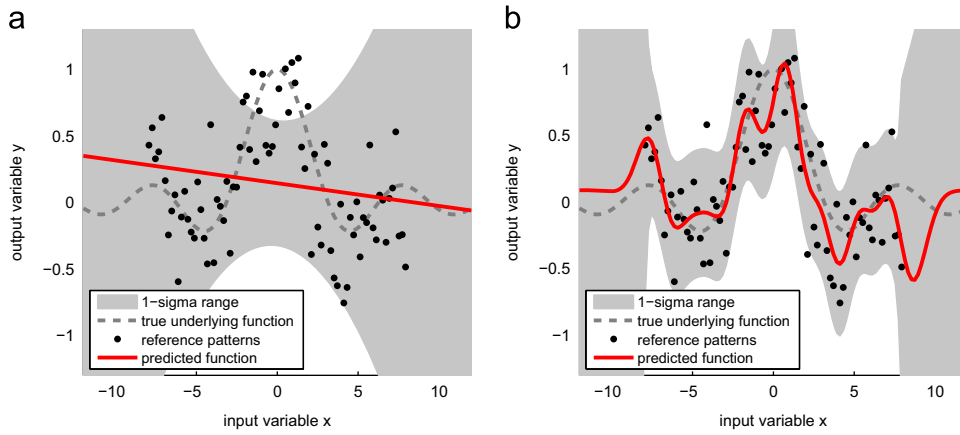 a
output variable y
1
0.5
0
−0.5
−1
1−sigma range
true underlying function
reference patterns
predicted function
−10 −5 0 5 10
input variable x
b
output variable y
1
0.5
0
−0.5
−1
1−sigma range
true underlying function
reference patterns
predicted function
−10 −5 0 5 10
input variable x